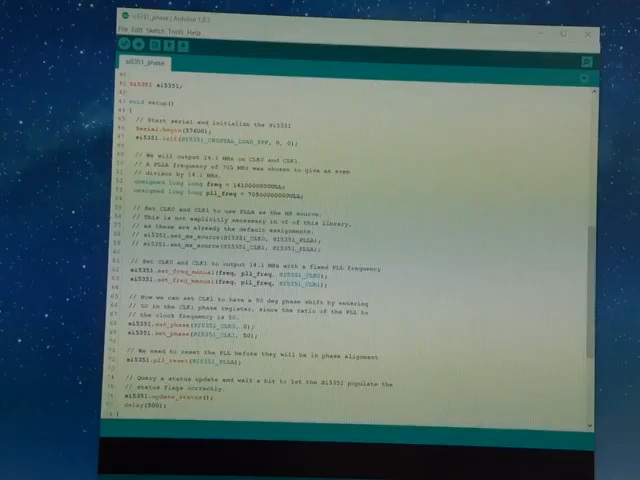 si5351_phase | Arduino 1.8.5
File Edit Sketch Tools Help
si5351_phase
Si5351 si5351;
void setup()
{
// Start serial and initialize the Si5351
Serial.begin(57600);
si5351.init(SI5351_CRYSTAL_LOAD_8PF, 0, 0);
// We will output 14.1 MHz on CLK0 and CLK1.
// A PLLA frequency of 705 MHz was chosen to give an even
// divisor by 14.1 MHz.
unsigned long long freq = 1410000000ULL;
unsigned long long pll_freq = 70500000000ULL;
// Set CLK0 and CLK1 to use PLLA as the MS source.
// This is not explicitly necessary in v2 of this library,
// as these are already the default assignments.
// si5351.set_ms_source(SI5351_CLK0, SI5351_PLLA);
// si5351.set_ms_source(SI5351_CLK1, SI5351_PLLA);
// Set CLK0 and CLK1 to output 14.1 MHz with a fixed PLL frequency
si5351.set_freq_manual(freq, pll_freq, SI5351_CLK0);
si5351.set_freq_manual(freq, pll_freq, SI5351_CLK1);
// Now we can set CLK1 to have a 90 deg phase shift by entering
// 50 in the CLK1 phase register, since the ratio of the PLL to
// the clock frequency is 50.
si5351.set_phase(SI5351_CLK0, 0);
si5351.set_phase(SI5351_CLK1, 50);
// We need to reset the PLL before they will be in phase alignment
si5351.pll_reset(SI5351_PLLA);
// Query a status update and wait a bit to let the Si5351 populate the
// status flags correctly.
si5351.update_status();
delay(500);
}